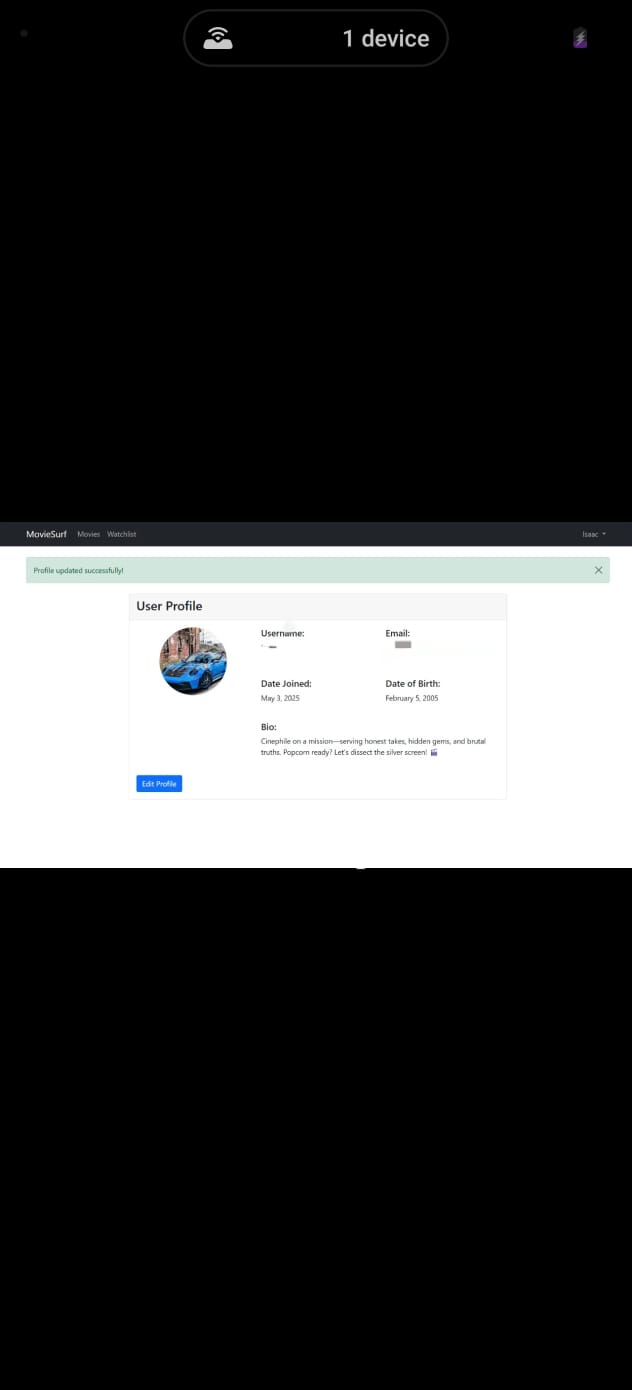 1 device
MovieSurf Movies Watchlist Isaac
Profile updated successfully!
User Profile
Username: Email:
Date Joined: Date of Birth:
May 3, 2025 February 5, 2005
Bio:
Cinephile on a mission—serving honest takes, hidden gems, and brutal
truths. Popcorn ready? Let's dissect the silver screen! 🎬
Edit Profile